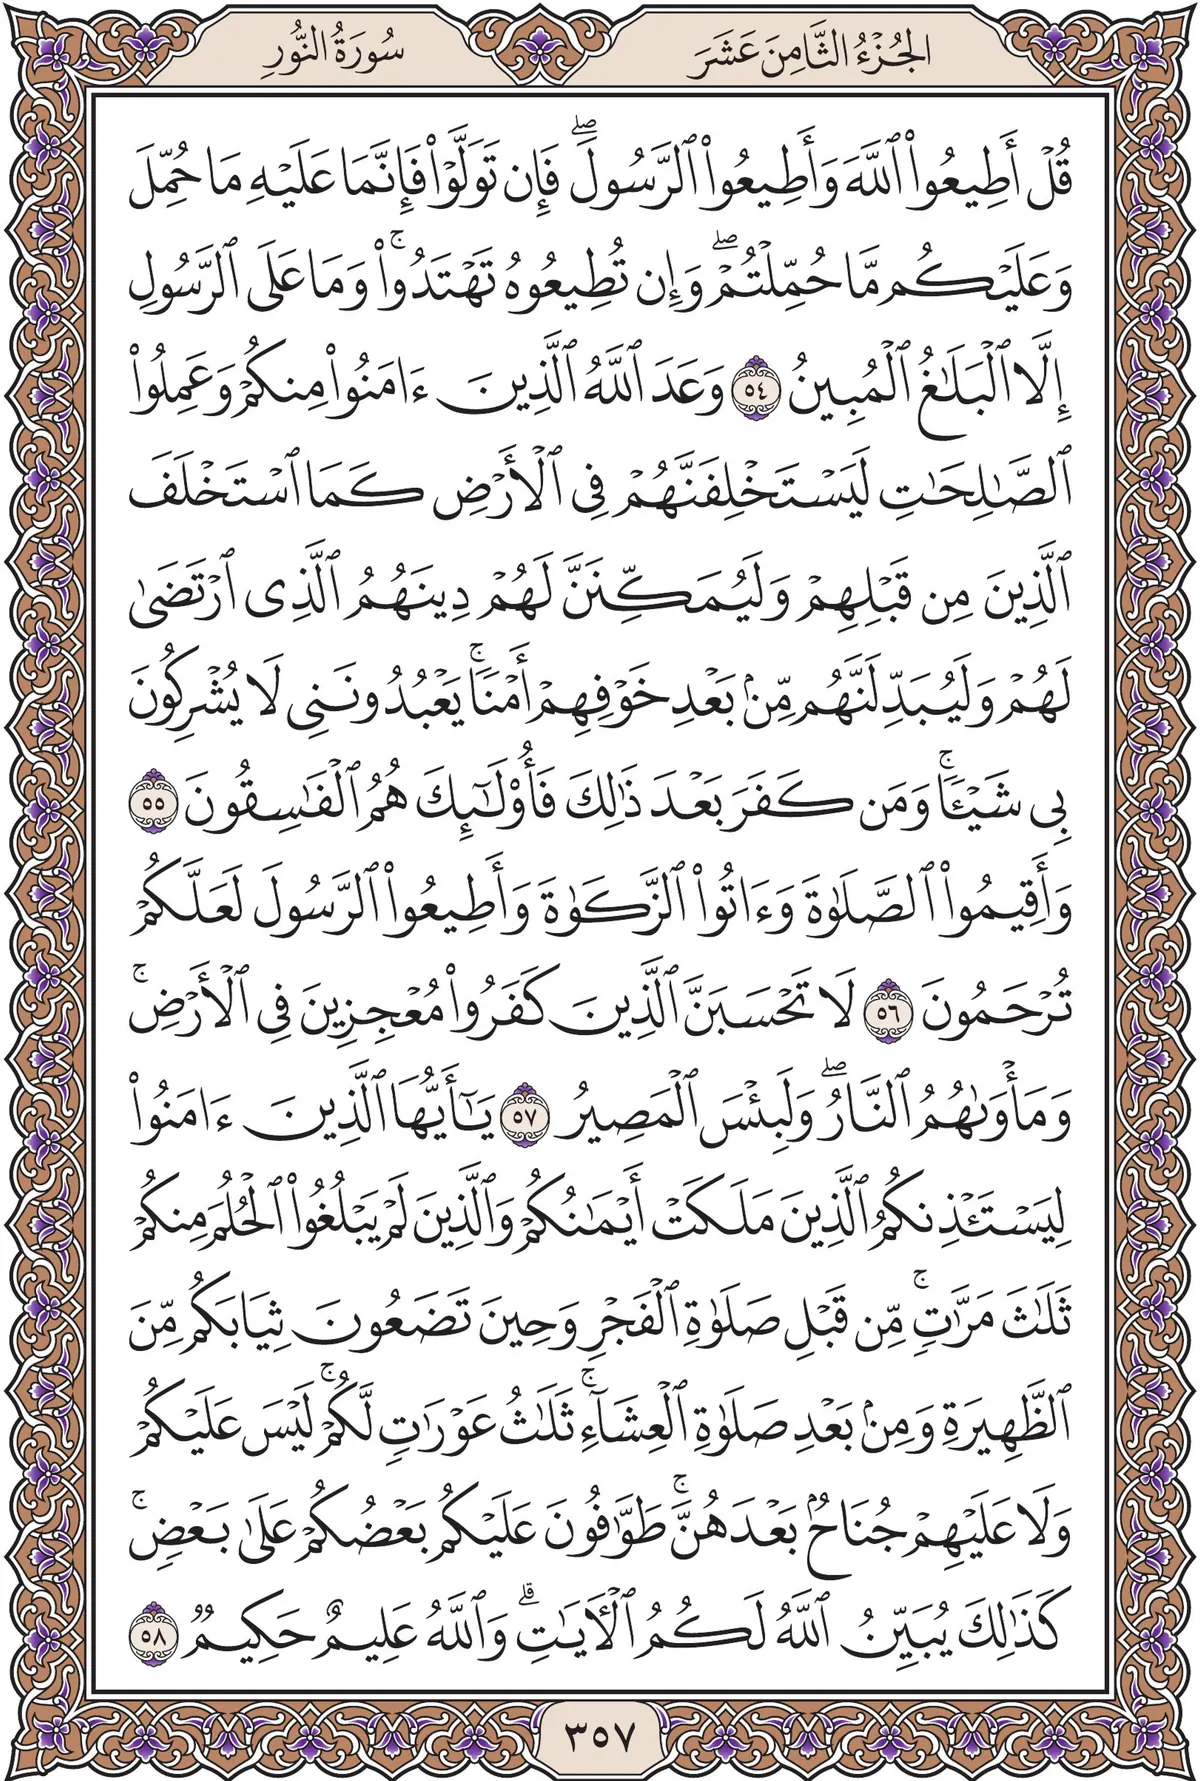 الجُزْءُ الثَّامِنَ عَشَرَ
سُورَةُ النُّورِ
قُلْ أَطِيعُوا۟ ٱللَّهَ وَأَطِيعُوا۟ ٱلرَّسُولَۖ فَإِن تَوَلَّوْا۟ فَإِنَّمَا عَلَيْهِ مَا حُمِّلَ
وَعَلَيْكُم مَّا حُمِّلْتُمْۖ وَإِن تُطِيعُوهُ تَهْتَدُوا۟ۚ وَمَا عَلَى ٱلرَّسُولِ
إِلَّا ٱلْبَلَٰغُ ٱلْمُبِينُ ٥٤ وَعَدَ ٱللَّهُ ٱلَّذِينَ ءَامَنُوا۟ مِنكُمْ وَعَمِلُوا۟
ٱلصَّٰلِحَٰتِ لَيَسْتَخْلِفَنَّهُمْ فِى ٱلْأَرْضِ كَمَا ٱسْتَخْلَفَ
ٱلَّذِينَ مِن قَبْلِهِمْ وَلَيُمَكِّنَنَّ لَهُمْ دِينَهُمُ ٱلَّذِى ٱرْتَضَىٰ
لَهُمْ وَلَيُبَدِّلَنَّهُم مِّنۢ بَعْدِ خَوْفِهِمْ أَمْنًاۚ يَعْبُدُونَنِى لَا يُشْرِكُونَ
بِى شَيْـًٔاۚ وَمَن كَفَرَ بَعْدَ ذَٰلِكَ فَأُو۟لَٰٓئِكَ هُمُ ٱلْفَٰسِقُونَ ٥٥
وَأَقِيمُوا۟ ٱلصَّلَوٰةَ وَءَاتُوا۟ ٱلزَّكَوٰةَ وَأَطِيعُوا۟ ٱلرَّسُولَ لَعَلَّكُمْ
تُرْحَمُونَ ٥٦ لَا تَحْسَبَنَّ ٱلَّذِينَ كَفَرُوا۟ مُعْجِزِينَ فِى ٱلْأَرْضِۚ
وَمَأْوَىٰهُمُ ٱلنَّارُۖ وَلَبِئْسَ ٱلْمَصِيرُ ٥٧ يَٰٓأَيُّهَا ٱلَّذِينَ ءَامَنُوا۟
لِيَسْتَـْٔذِنكُمُ ٱلَّذِينَ مَلَكَتْ أَيْمَٰنُكُمْ وَٱلَّذِينَ لَمْ يَبْلُغُوا۟ ٱلْحُلُمَ مِنكُمْ
ثَلَٰثَ مَرَّٰتٍۚ مِّن قَبْلِ صَلَوٰةِ ٱلْفَجْرِ وَحِينَ تَضَعُونَ ثِيَابَكُم مِّنَ
ٱلظَّهِيرَةِ وَمِنۢ بَعْدِ صَلَوٰةِ ٱلْعِشَآءِۚ ثَلَٰثُ عَوْرَٰتٍ لَّكُمْۚ لَيْسَ عَلَيْكُمْ
وَلَا عَلَيْهِمْ جُنَاحٌۢ بَعْدَهُنَّۚ طَوَّٰفُونَ عَلَيْكُم بَعْضُكُمْ عَلَىٰ بَعْضٍۚ
كَذَٰلِكَ يُبَيِّنُ ٱللَّهُ لَكُمُ ٱلْـَٔايَٰتِۗ وَٱللَّهُ عَلِيمٌ حَكِيمٌ ٥٨
٣٥٧